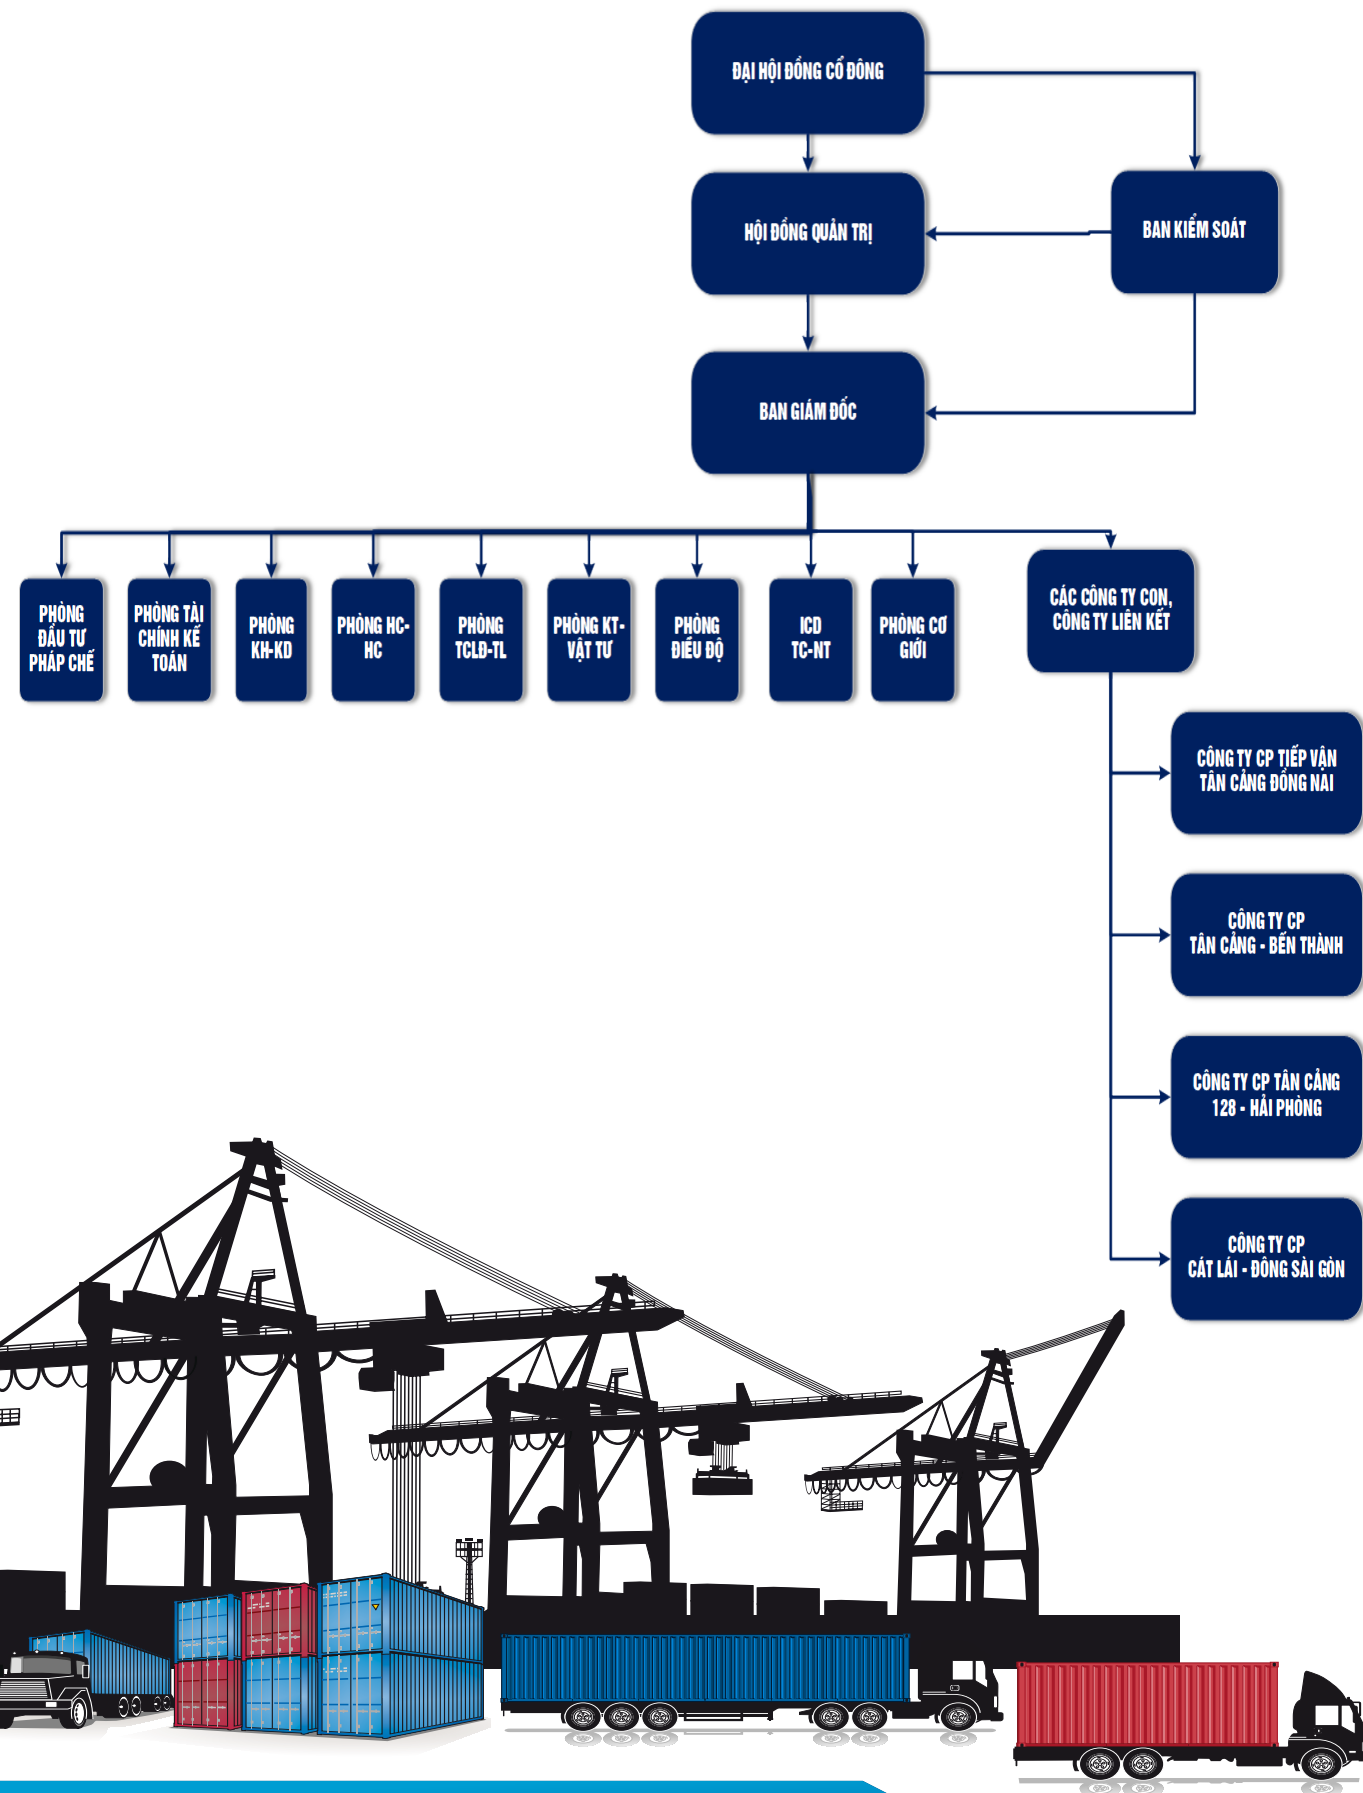 ĐẠI HỘI ĐỒNG CỔ ĐÔNG
HỘI ĐỒNG QUẢN TRỊ
BAN KIỂM SOÁT
BAN GIÁM ĐỐC
PHÒNG
ĐẦU TƯ
PHÁP CHẾ
PHÒNG TÀI
CHÍNH KẾ
TOÁN
PHÒNG
KH-KD
PHÒNG HC-
HC
PHÒNG
TCLĐ-TL
PHÒNG KT-
VẬT TƯ
PHÒNG
ĐIỀU ĐỘ
ICD
TC-NT
PHÒNG CƠ
GIỚI
CÁC CÔNG TY CON,
CÔNG TY LIÊN KẾT
CÔNG TY CP TIẾP VẬN
TÂN CẢNG ĐỒNG NAI
CÔNG TY CP
TÂN CẢNG - BẾN THÀNH
CÔNG TY CP TÂN CẢNG
128 - HẢI PHÒNG
CÔNG TY CP
CÁT LÁI - ĐÔNG SÀI GÒN